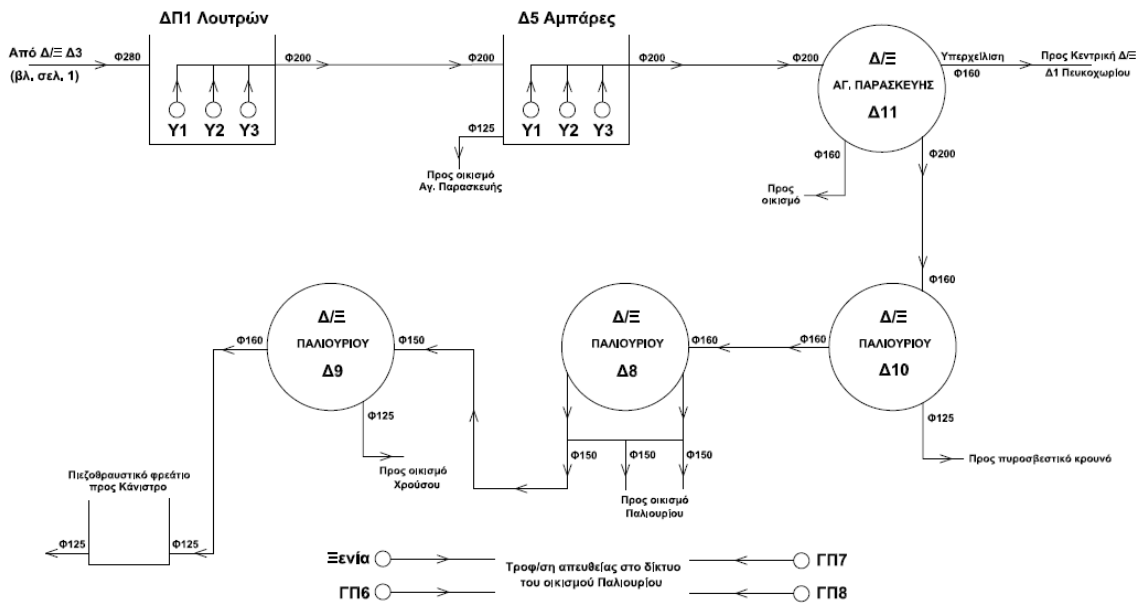 ΔΠ1 Λουτρών
Δ5 Αμπάρες
Από Δ/Ξ Δ3
(βλ. σελ. 1)
Φ280
Φ200
Φ200
Φ200
Φ200
Υ1 Υ2 Υ3
Υ1 Υ2 Υ3
Φ125
Προς οικισμό
Αγ. Παρασκευής
Δ/Ξ
ΑΓ. ΠΑΡΑΣΚΕΥΗΣ
Δ11
Υπερχείλιση
Φ160
Προς Κεντρική Δ/Ξ
Δ1 Πευκοχωρίου
Φ160
Προς
οικισμό
Φ200
Φ160
Δ/Ξ
ΠΑΛΙΟΥΡΙΟΥ
Δ10
Φ160
Φ125
Προς πυροσβεστικό κρουνό
Φ160
Δ/Ξ
ΠΑΛΙΟΥΡΙΟΥ
Δ8
Φ150
Φ150
Φ150
Προς οικισμό
Παλιουρίου
Φ150
Δ/Ξ
ΠΑΛΙΟΥΡΙΟΥ
Δ9
Φ160
Φ125
Προς οικισμό
Χρούσου
Πιεζοθραυστικό φρεάτιο
προς Κάνιστρο
Φ125
Φ125
Ξενία
ΓΠ6
Τροφ/ση απευθείας στο δίκτυο
του οικισμού Παλιουρίου
ΓΠ7
ΓΠ8